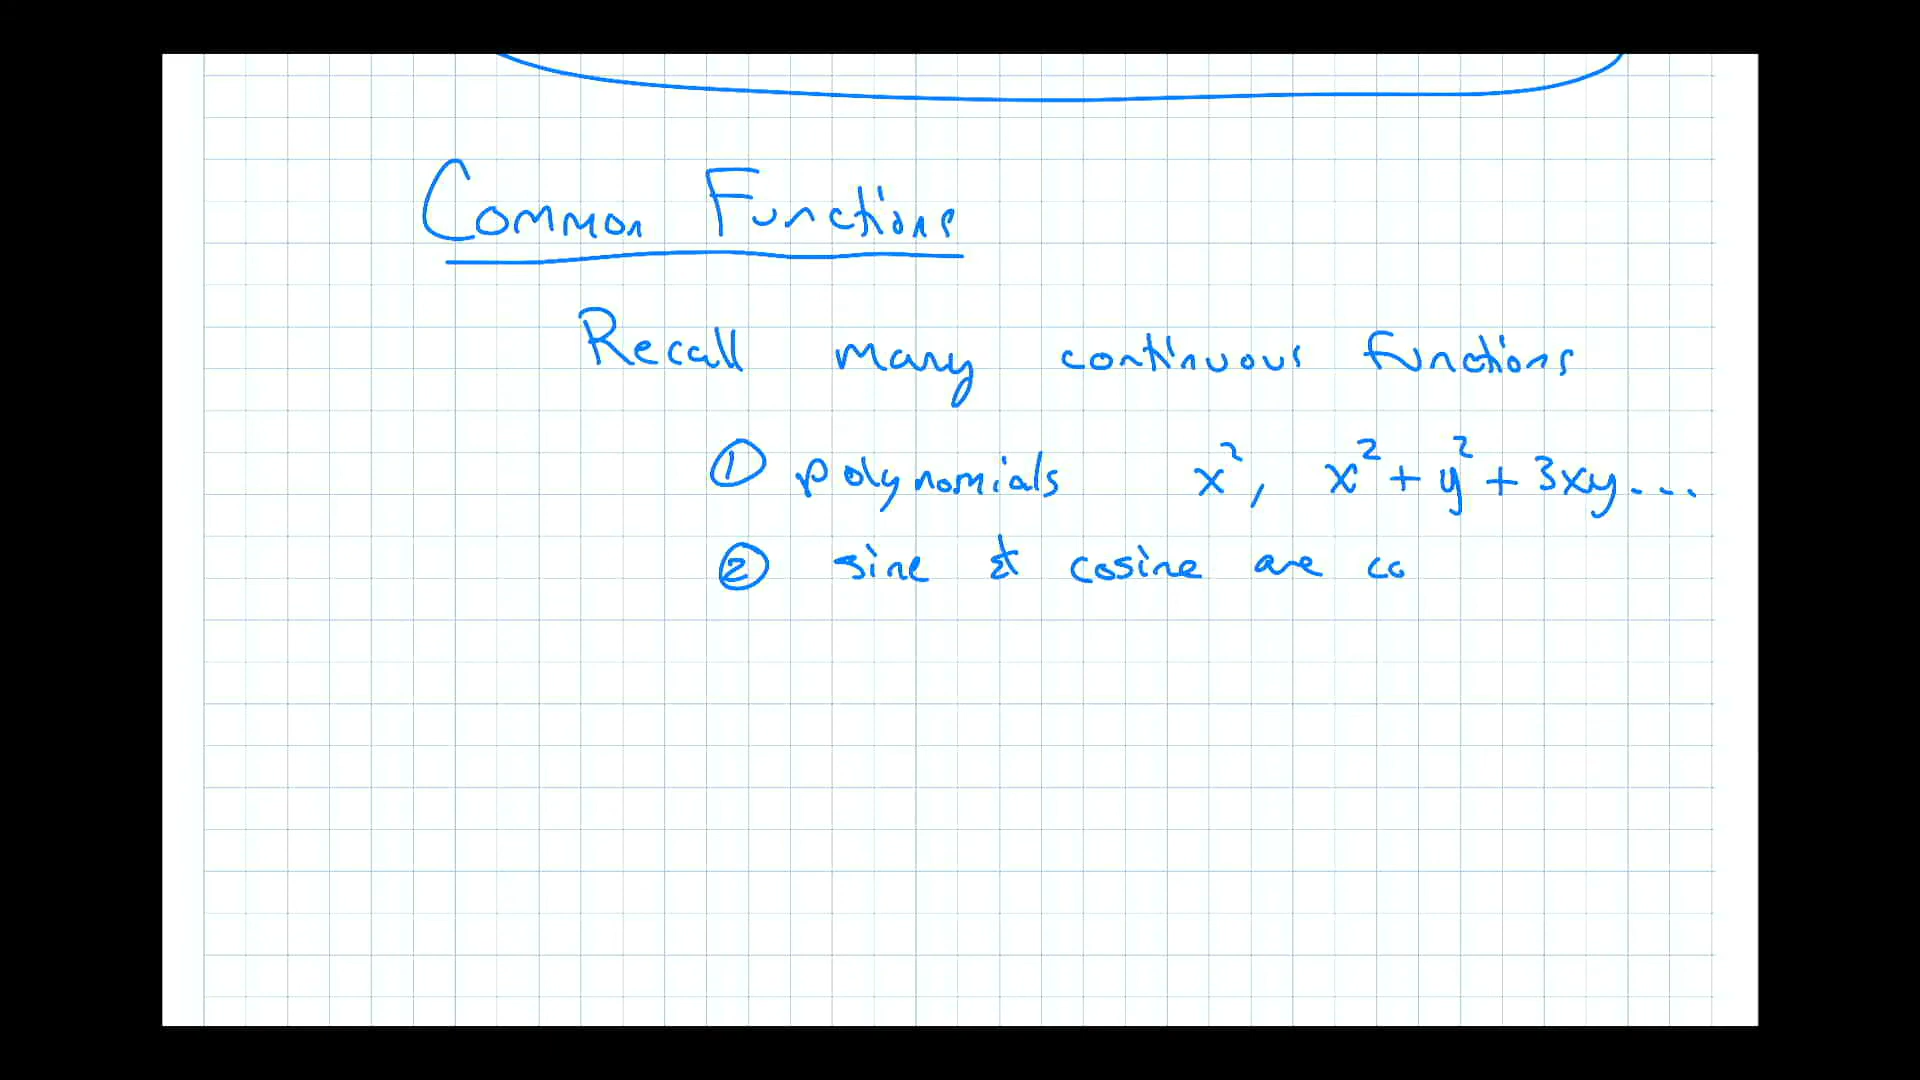 Common Functions
Recall many continuous functions
① polynomials x², x² + y² + 3xy...
② sine & cosine are co